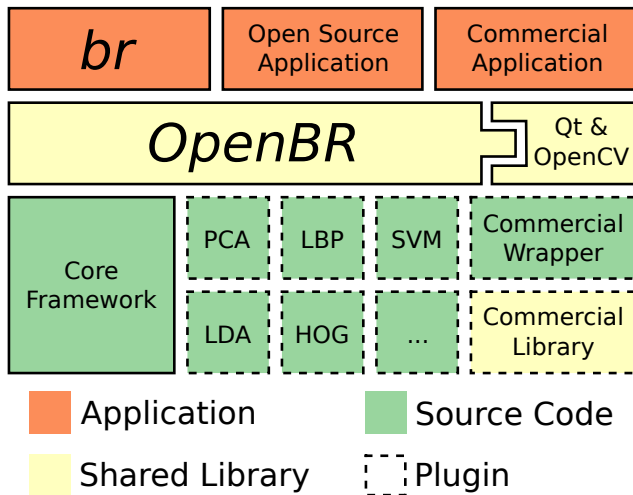 br
Open Source
Application
Commercial
Application
OpenBR
Qt &
OpenCV
Core
Framework
PCA
LBP
SVM
Commercial
Wrapper
LDA
HOG
...
Commercial
Library
Application
Source Code
Shared Library
Plugin